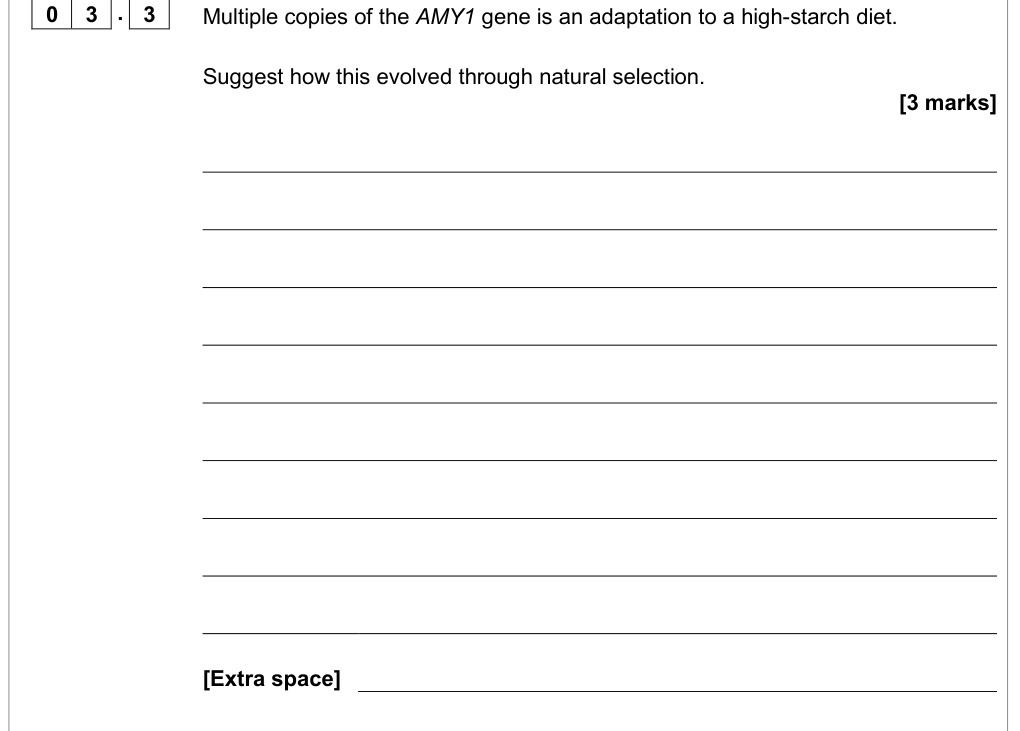 0 3 . 3 Multiple copies of the AMY1 gene is an adaptation to a high-starch diet.
Suggest how this evolved through natural selection.
[3 marks]
[Extra space]